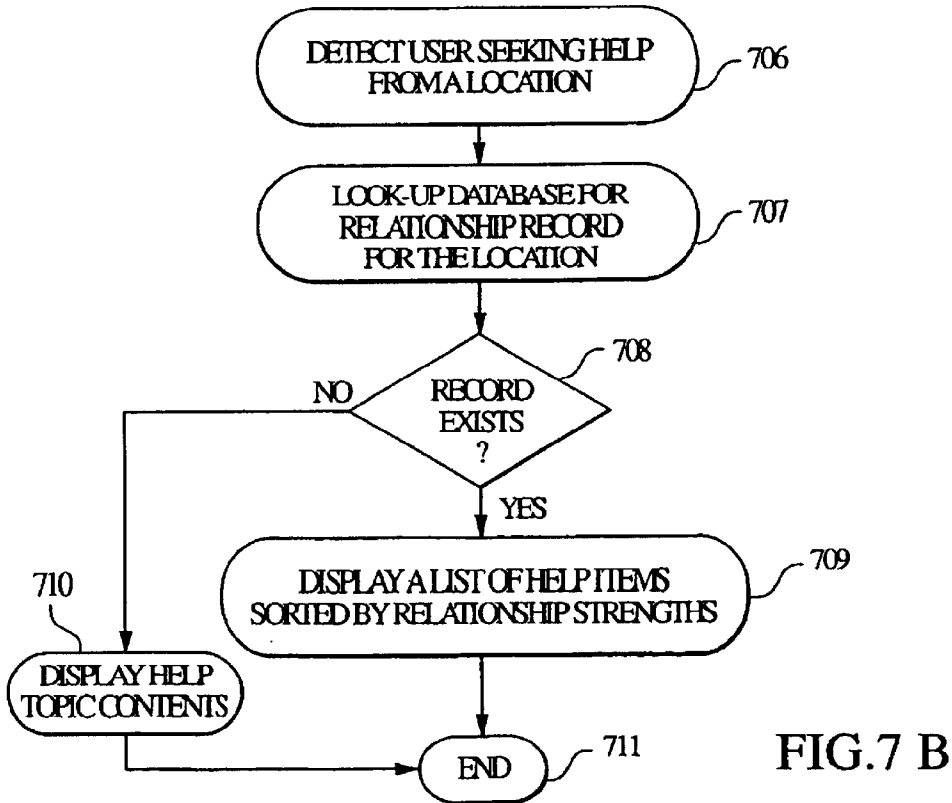 DETECT USER SEEKING HELP
FROM A LOCATION
706
LOOK-UP DATABASE FOR
RELATIONSHIP RECORD
FOR THE LOCATION
707
708
NO
RECORD
EXISTS
?
YES
709
DISPLAY A LIST OF HELP ITEMS
SORTED BY RELATIONSHIP STRENGTHS
710
DISPLAY HELP
TOPIC CONTENTS
END
711
FIG.7 B